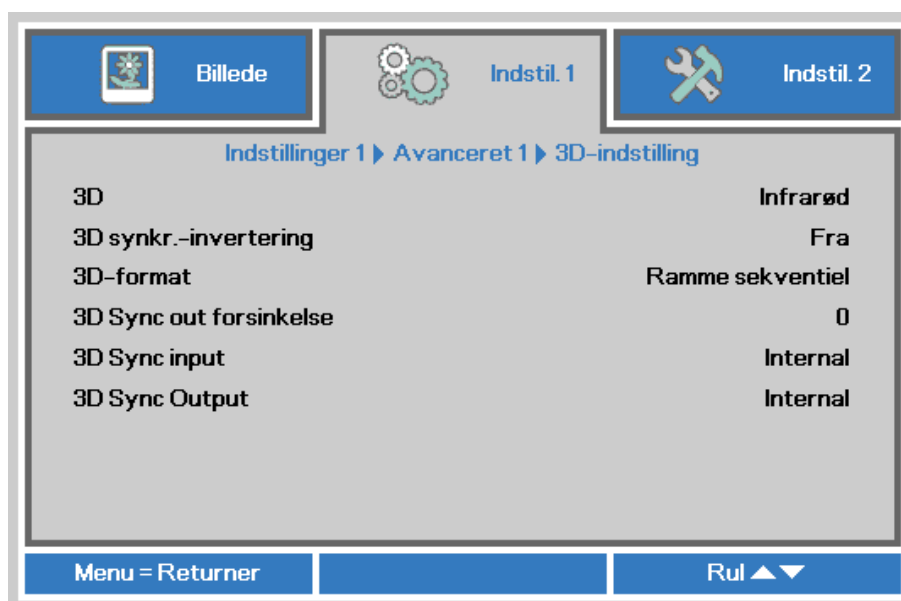 Billede
Indstil. 1
Indstil. 2
Indstillinger 1 ▶ Avanceret 1 ▶ 3D-indstilling
3D Infrarød
3D synkr.-invertering Fra
3D-format Ramme sekventiel
3D Sync out forsinkelse 0
3D Sync input Internal
3D Sync Output Internal
Menu = Returner
Rul ▲▼